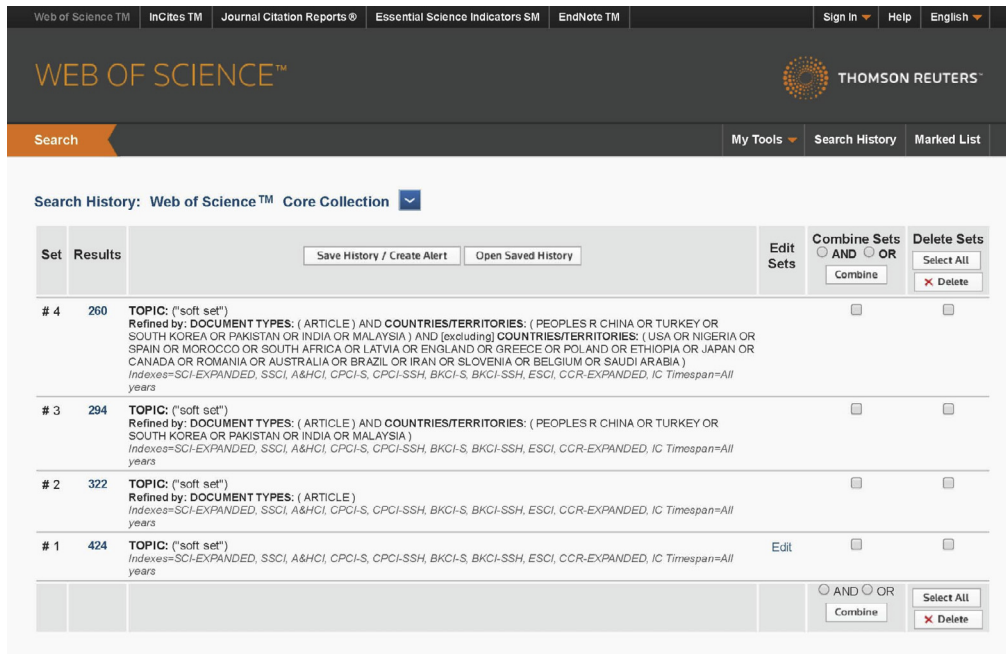 Web of Science TM InCites TM Journal Citation Reports ® Essential Science Indicators SM EndNote TM Sign In Help English
WEB OF SCIENCE™
THOMSON REUTERS™
Search My Tools Search History Marked List
Search History: Web of Science™ Core Collection
Set Results Save History / Create Alert Open Saved History Edit Sets Combine Sets AND OR Combine Delete Sets Select All Delete
# 4 260 TOPIC: ("soft set")
Refined by: DOCUMENT TYPES: ( ARTICLE ) AND COUNTRIES/TERRITORIES: ( PEOPLES R CHINA OR TURKEY OR
SOUTH KOREA OR PAKISTAN OR INDIA OR MALAYSIA ) AND [excluding] COUNTRIES/TERRITORIES: ( USA OR NIGERIA OR
SPAIN OR MOROCCO OR SOUTH AFRICA OR LATVIA OR ENGLAND OR GREECE OR POLAND OR ETHIOPIA OR JAPAN OR
CANADA OR ROMANIA OR AUSTRALIA OR BRAZIL OR IRAN OR SLOVENIA OR BELGIUM OR SAUDI ARABIA )
Indexes=SCI-EXPANDED, SSCI, A&HCI, CPCI-S, CPCI-SSH, BKCI-S, BKCI-SSH, ESCI, CCR-EXPANDED, IC Timespan=All
years
# 3 294 TOPIC: ("soft set")
Refined by: DOCUMENT TYPES: ( ARTICLE ) AND COUNTRIES/TERRITORIES: ( PEOPLES R CHINA OR TURKEY OR
SOUTH KOREA OR PAKISTAN OR INDIA OR MALAYSIA )
Indexes=SCI-EXPANDED, SSCI, A&HCI, CPCI-S, CPCI-SSH, BKCI-S, BKCI-SSH, ESCI, CCR-EXPANDED, IC Timespan=All
years
# 2 322 TOPIC: ("soft set")
Refined by: DOCUMENT TYPES: ( ARTICLE )
Indexes=SCI-EXPANDED, SSCI, A&HCI, CPCI-S, CPCI-SSH, BKCI-S, BKCI-SSH, ESCI, CCR-EXPANDED, IC Timespan=All
years
# 1 424 TOPIC: ("soft set") Edit
Indexes=SCI-EXPANDED, SSCI, A&HCI, CPCI-S, CPCI-SSH, BKCI-S, BKCI-SSH, ESCI, CCR-EXPANDED, IC Timespan=All
years
AND OR Select All
Combine Delete